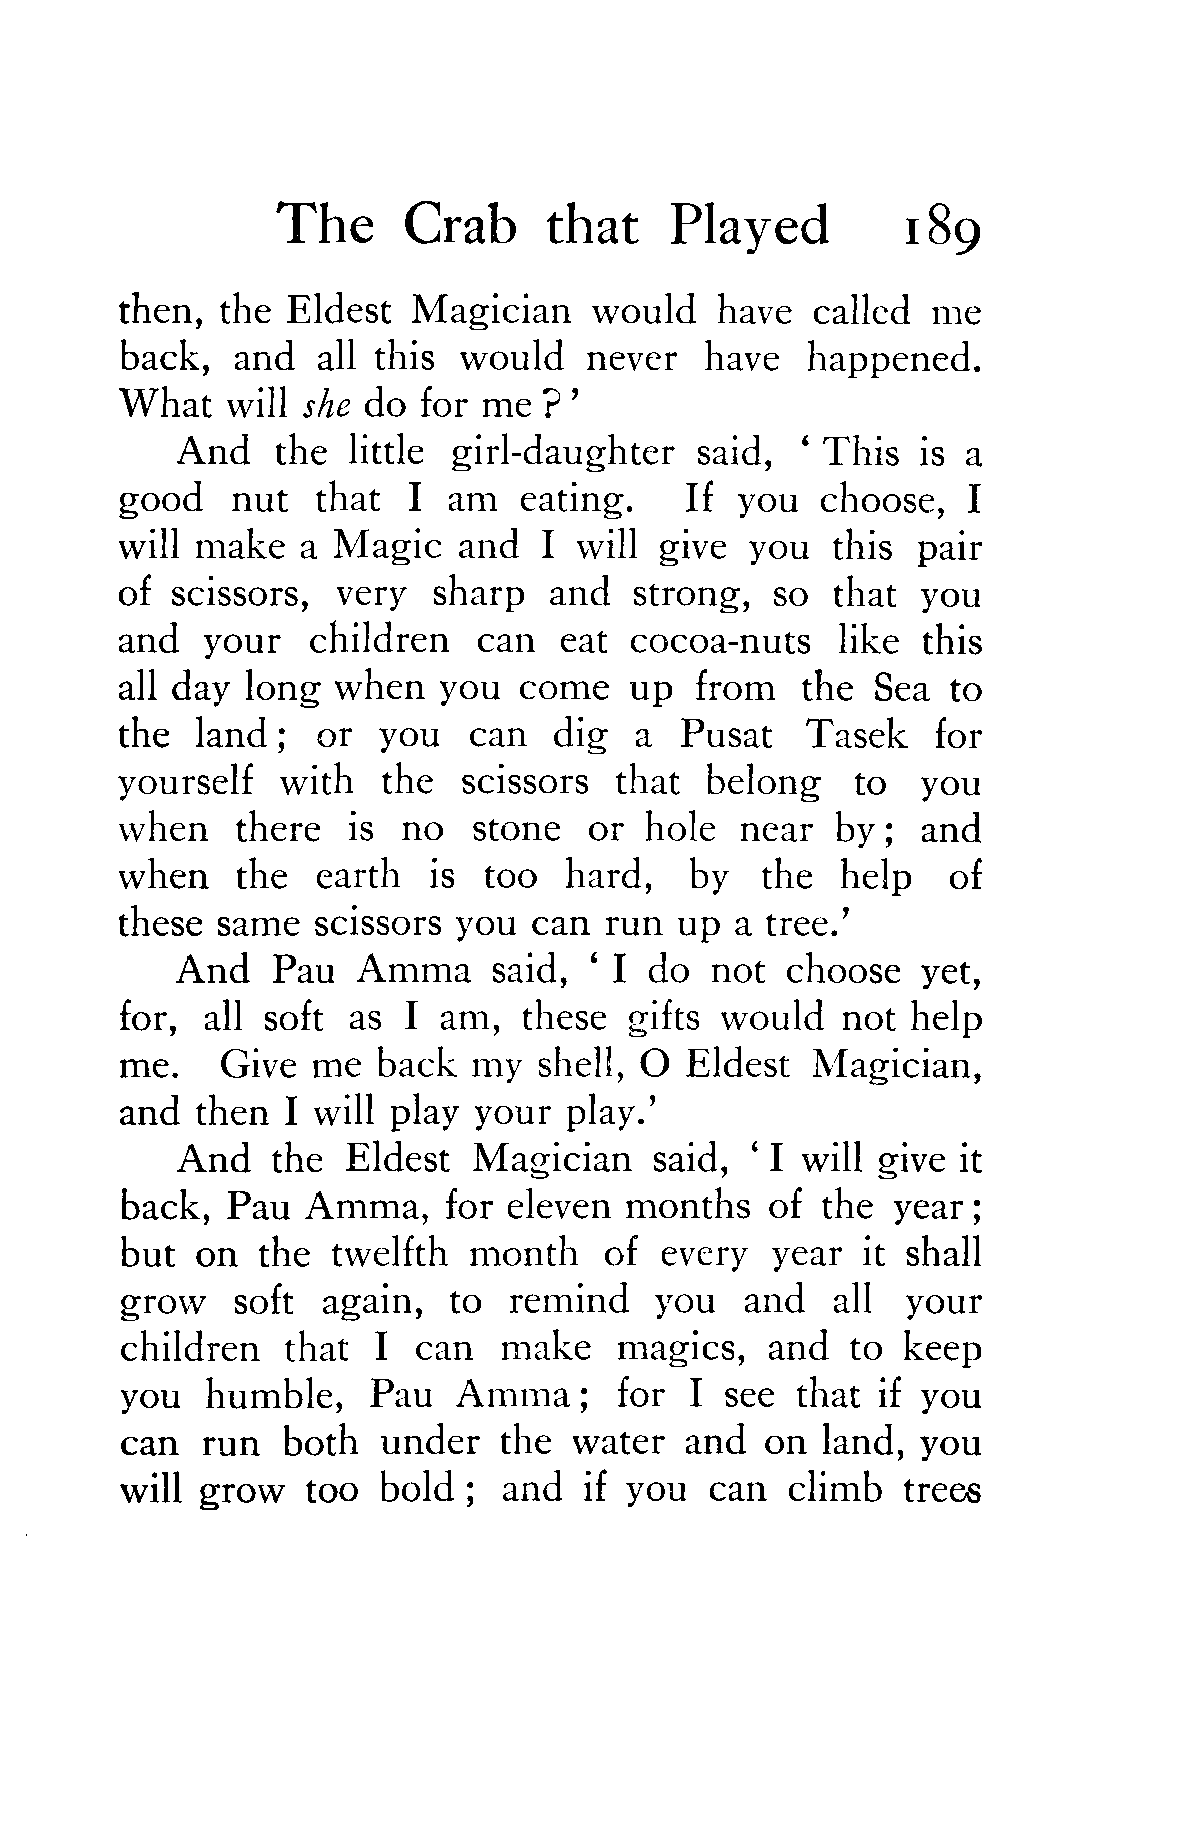 The Crab that Played 189
then, the Eldest Magician would have called me
back, and all this would never have happened.
What will she do for me?’
And the little girl-daughter said, ‘This is a
good nut that I am eating. If you choose, I
will make a Magic and I will give you this pair
of scissors, very sharp and strong, so that you
and your children can eat cocoa-nuts like this
all day long when you come up from the Sea to
the land; or you can dig a Pusat Tasek for
yourself with the scissors that belong to you
when there is no stone or hole near by; and
when the earth is too hard, by the help of
these same scissors you can run up a tree.’
And Pau Amma said, ‘I do not choose yet,
for, all soft as I am, these gifts would not help
me. Give me back my shell, O Eldest Magician,
and then I will play your play.’
And the Eldest Magician said, ‘I will give it
back, Pau Amma, for eleven months of the year;
but on the twelfth month of every year it shall
grow soft again, to remind you and all your
children that I can make magics, and to keep
you humble, Pau Amma; for I see that if you
can run both under the water and on land, you
will grow too bold; and if you can climb trees